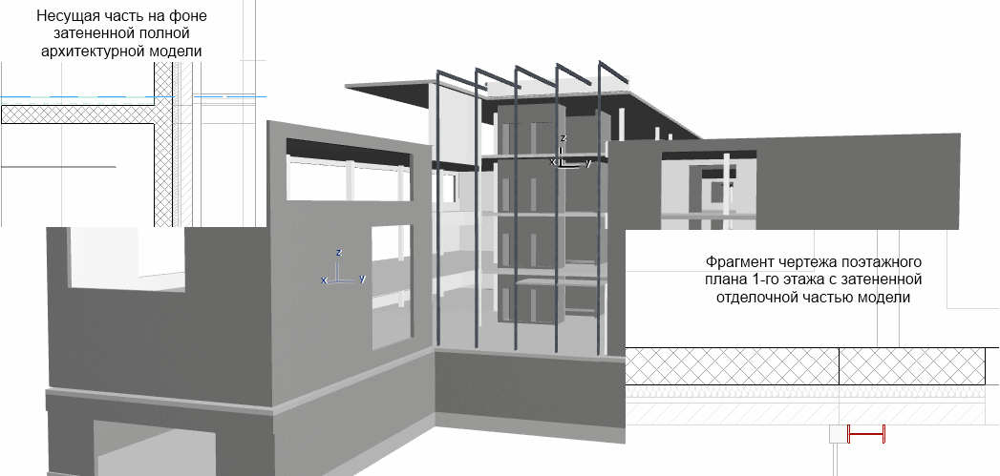 Несущая часть на фоне
затененной полной
архитектурной модели
z
x y
z
x y
Фрагмент чертежа поэтажного
плана 1-го этажа с затененной
отделочной частью модели